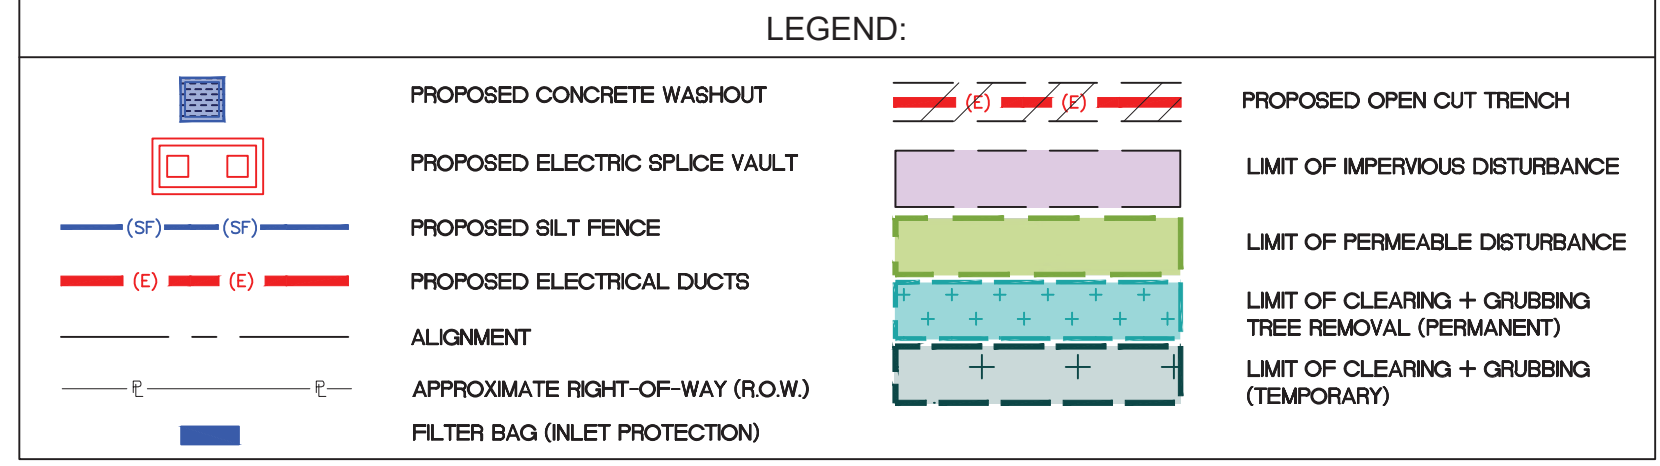 LEGEND:
PROPOSED CONCRETE WASHOUT
PROPOSED ELECTRIC SPLICE VAULT
(SF) (SF) PROPOSED SILT FENCE
(E) (E) PROPOSED ELECTRICAL DUCTS
ALIGNMENT
PL PL APPROXIMATE RIGHT-OF-WAY (R.O.W.)
FILTER BAG (INLET PROTECTION)
(E) (E) PROPOSED OPEN CUT TRENCH
LIMIT OF IMPERVIOUS DISTURBANCE
LIMIT OF PERMEABLE DISTURBANCE
LIMIT OF CLEARING + GRUBBING
TREE REMOVAL (PERMANENT)
LIMIT OF CLEARING + GRUBBING
(TEMPORARY)